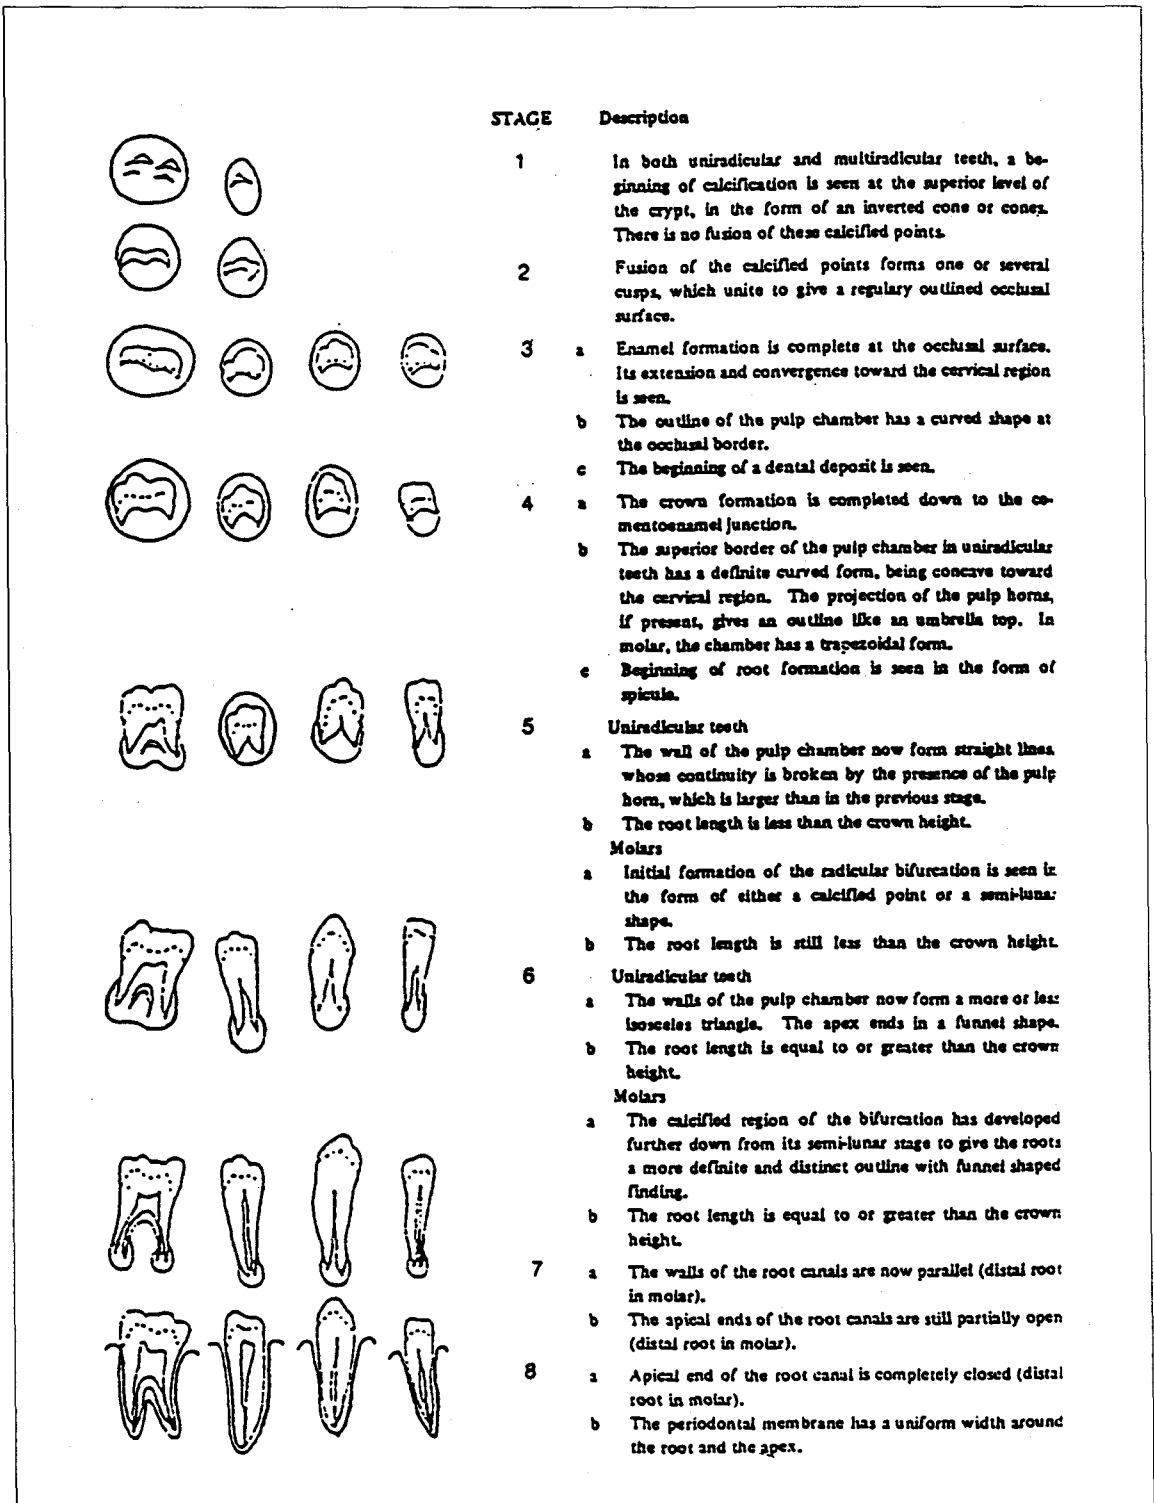 STAGE Description
1 In both uniradicular and multiradicular teeth, a be-
ginning of calcification is seen at the superior level of
the crypt, in the form of an inverted cone or cones.
There is no fusion of these calcified points.
2 Fusion of the calcified points forms one or several
cusps, which unite to give a regulary outlined occlusal
surface.
3 a Enamel formation is complete at the occlusal surface.
Its extension and convergence toward the cervical region
is seen.
b The outline of the pulp chamber has a curved shape at
the occlusal border.
c The beginning of a dental deposit is seen.
4 a The crown formation is completed down to the ce-
mentoenamel junction.
b The superior border of the pulp chamber in uniradicular
teeth has a definite curved form, being concave toward
the cervical region. The projection of the pulp horns,
if present, gives an outline like an umbrella top. In
molar, the chamber has a trapezoidal form.
c Beginning of root formation is seen in the form of
spicule.
5 Uniradicular teeth
a The wall of the pulp chamber now form straight lines
whose continuity is broken by the presence of the pulp
horn, which is larger than in the previous stage.
b The root length is less than the crown height.
Molars
a Initial formation of the radicular bifurcation is seen in
the form of either a calcified point or a semi-lunar
shape.
b The root length is still less than the crown height.
6 Uniradicular teeth
a The walls of the pulp chamber now form a more or less
isosceles triangle. The apex ends in a funnel shape.
b The root length is equal to or greater than the crown
height.
Molars
a The calcified region of the bifurcation has developed
further down from its semi-lunar stage to give the roots
a more definite and distinct outline with funnel shaped
finding.
b The root length is equal to or greater than the crown
height.
7 a The walls of the root canals are now parallel (distal root
in molar).
b The apical ends of the root canals are still partially open
(distal root in molar).
8 a Apical end of the root canal is completely closed (distal
root in molar).
b The periodontal membrane has a uniform width around
the root and the apex.